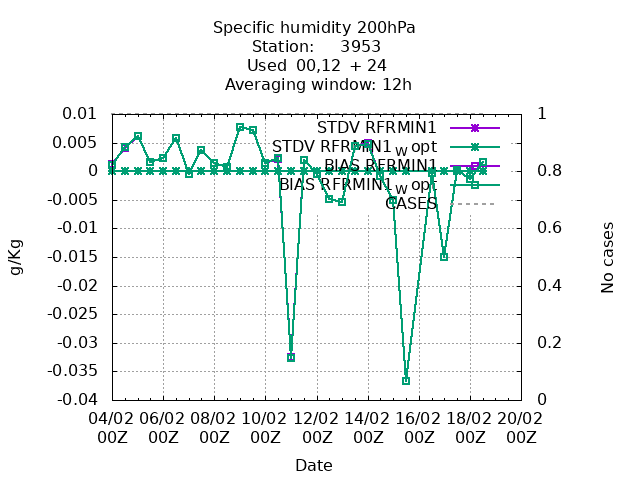 Specific humidity 200hPa
Station: 3953
Used 00,12 + 24
Averaging window: 12h
0.01
0.005
0
-0.005
-0.01
-0.015
-0.02
-0.025
-0.03
-0.035
-0.04
g/Kg
STDV RFRMIN1
STDV RFRMIN1w opt
BIAS RFRMIN1
BIAS RFRMIN1w opt
CASES
1
0.8
0.6
0.4
0.2
0
No cases
04/02 06/02 08/02 10/02 12/02 14/02 16/02 18/02 20/02
00Z 00Z 00Z 00Z 00Z 00Z 00Z 00Z 00Z
Date